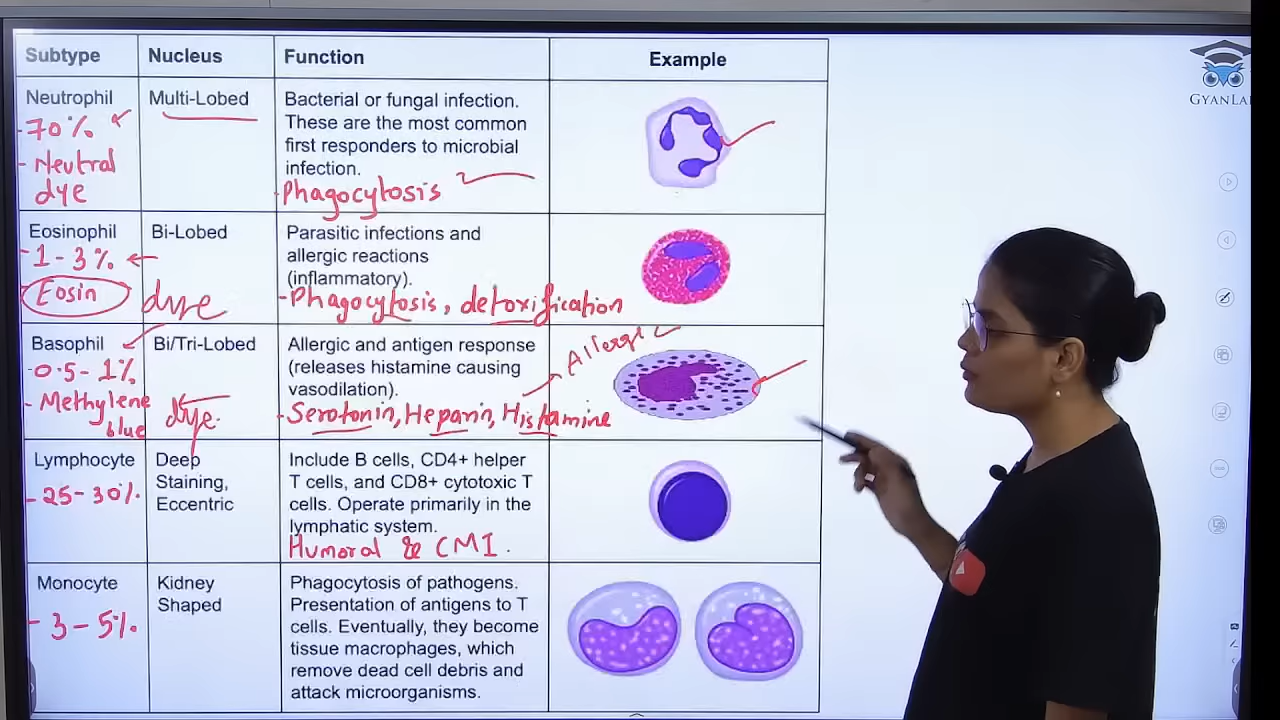 Subtype
Nucleus
Function
Example
Neutrophil
- 70%
- Neutral
dye
Multi-Lobed
Bacterial or fungal infection.
These are the most common
first responders to microbial
infection.
- Phagocytosis
Eosinophil
- 1 - 3%
Eosin dye
Bi-Lobed
Parasitic infections and
allergic reactions
(inflammatory).
- Phagocytosis, detoxification
Basophil
- 0.5 - 1%
- Methylene
blue dye.
Bi/Tri-Lobed
Allergic and antigen response
(releases histamine causing
vasodilation).
- Serotonin, Heparin, Histamine
Lymphocyte
- 25 - 30%.
Deep
Staining,
Eccentric
Include B cells, CD4+ helper
T cells, and CD8+ cytotoxic T
cells. Operate primarily in the
lymphatic system.
Humoral & CMI.
Monocyte
- 3 - 5%.
Kidney
Shaped
Phagocytosis of pathogens.
Presentation of antigens to T
cells. Eventually, they become
tissue macrophages, which
remove dead cell debris and
attack microorganisms.